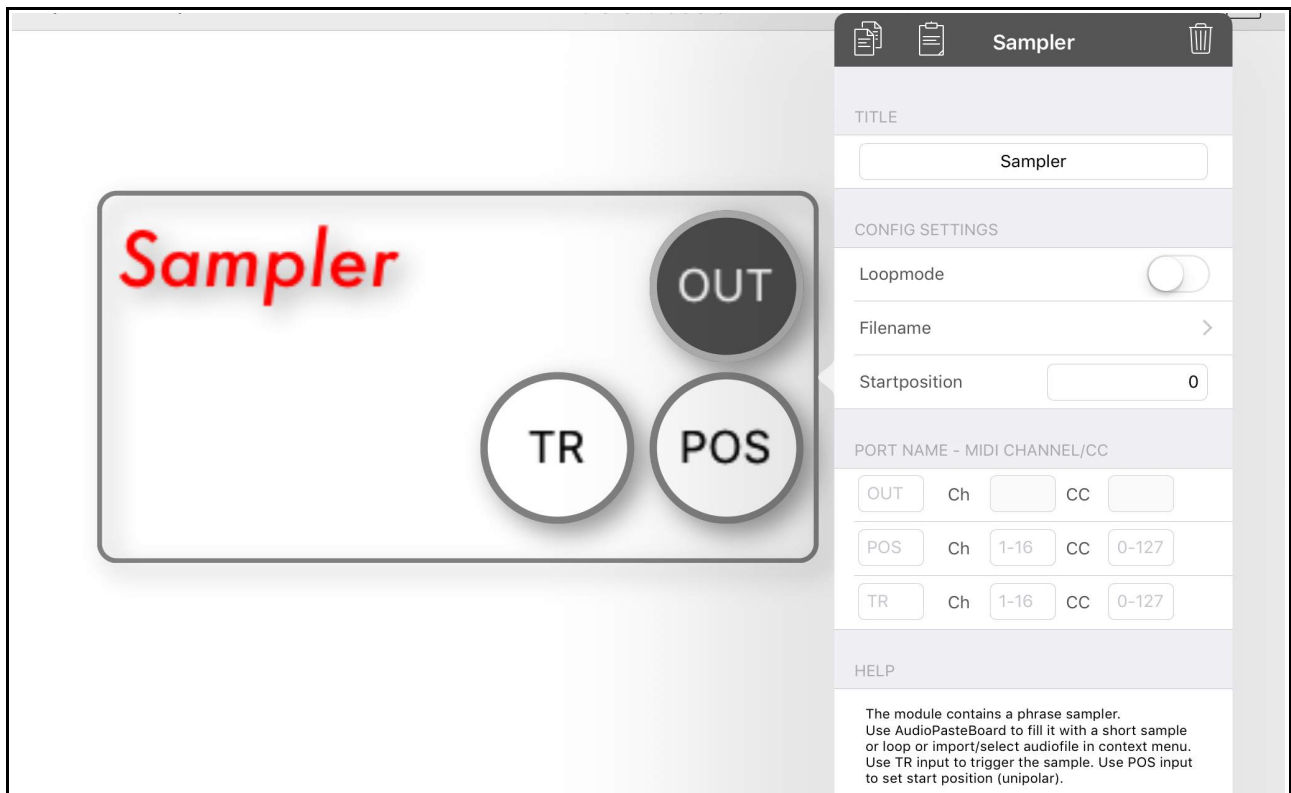 Sampler
OUT
TR POS
Sampler
TITLE
Sampler
CONFIG SETTINGS
Loopmode
Filename
Startposition 0
PORT NAME - MIDI CHANNEL/CC
OUT Ch CC
POS Ch 1-16 CC 0-127
TR Ch 1-16 CC 0-127
HELP
The module contains a phrase sampler.
Use AudioPasteBoard to fill it with a short sample
or loop or import/select audiofile in context menu.
Use TR input to trigger the sample. Use POS input
to set start position (unipolar).